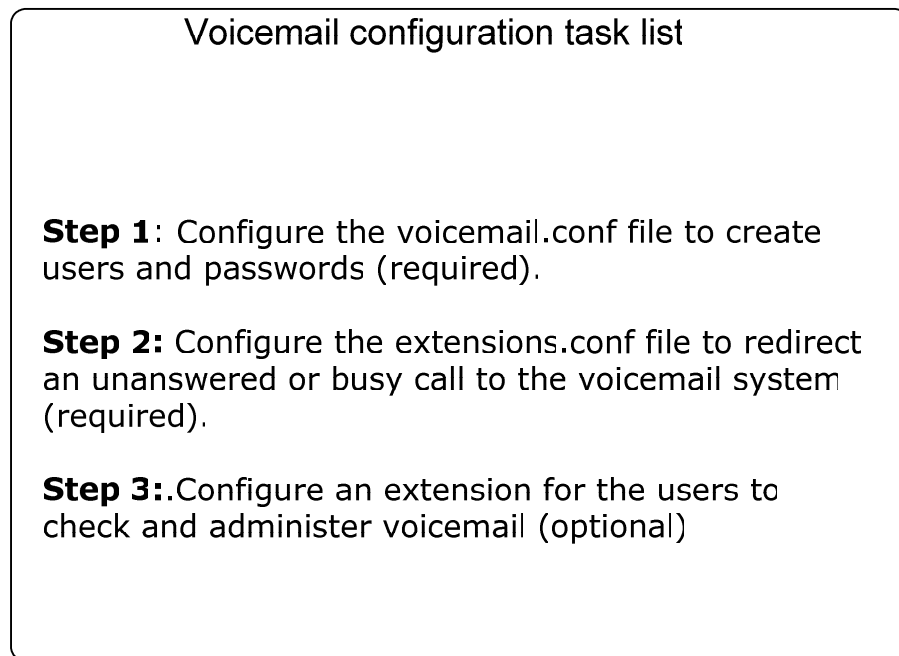 Voicemail configuration task list
Step 1: Configure the voicemail.conf file to create
users and passwords (required).
Step 2: Configure the extensions.conf file to redirect
an unanswered or busy call to the voicemail system
(required).
Step 3:.Configure an extension for the users to
check and administer voicemail (optional)